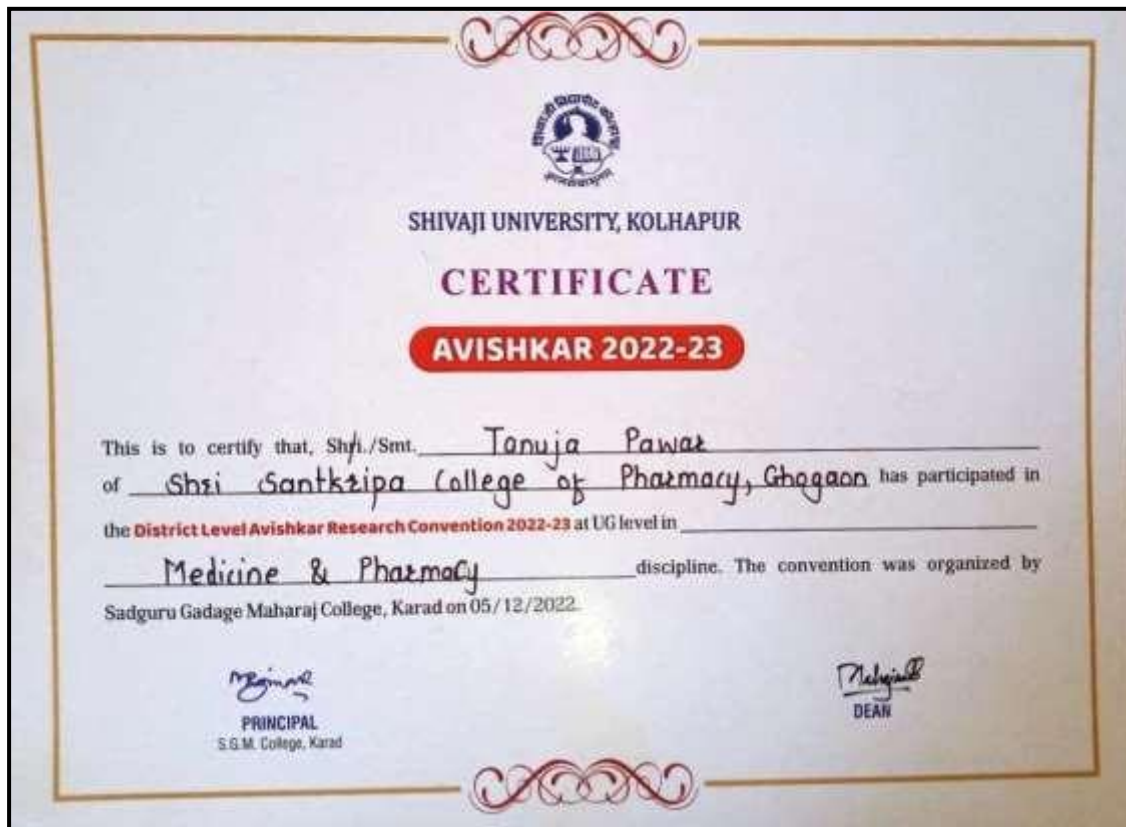 SHIVAJI UNIVERSITY, KOLHAPUR
CERTIFICATE
AVISHKAR 2022-23
This is to certify that, Shri./Smt. Tanuja Pawar
of Shri Santkripa College of Pharmacy, Ghogaon has participated in
the District Level Avishkar Research Convention 2022-23 at UG level in
Medicine & Pharmacy discipline. The convention was organized by
Sadguru Gadage Maharaj College, Karad on 05/12/2022.
PRINCIPAL
S.G.M. College, Karad
DEAN